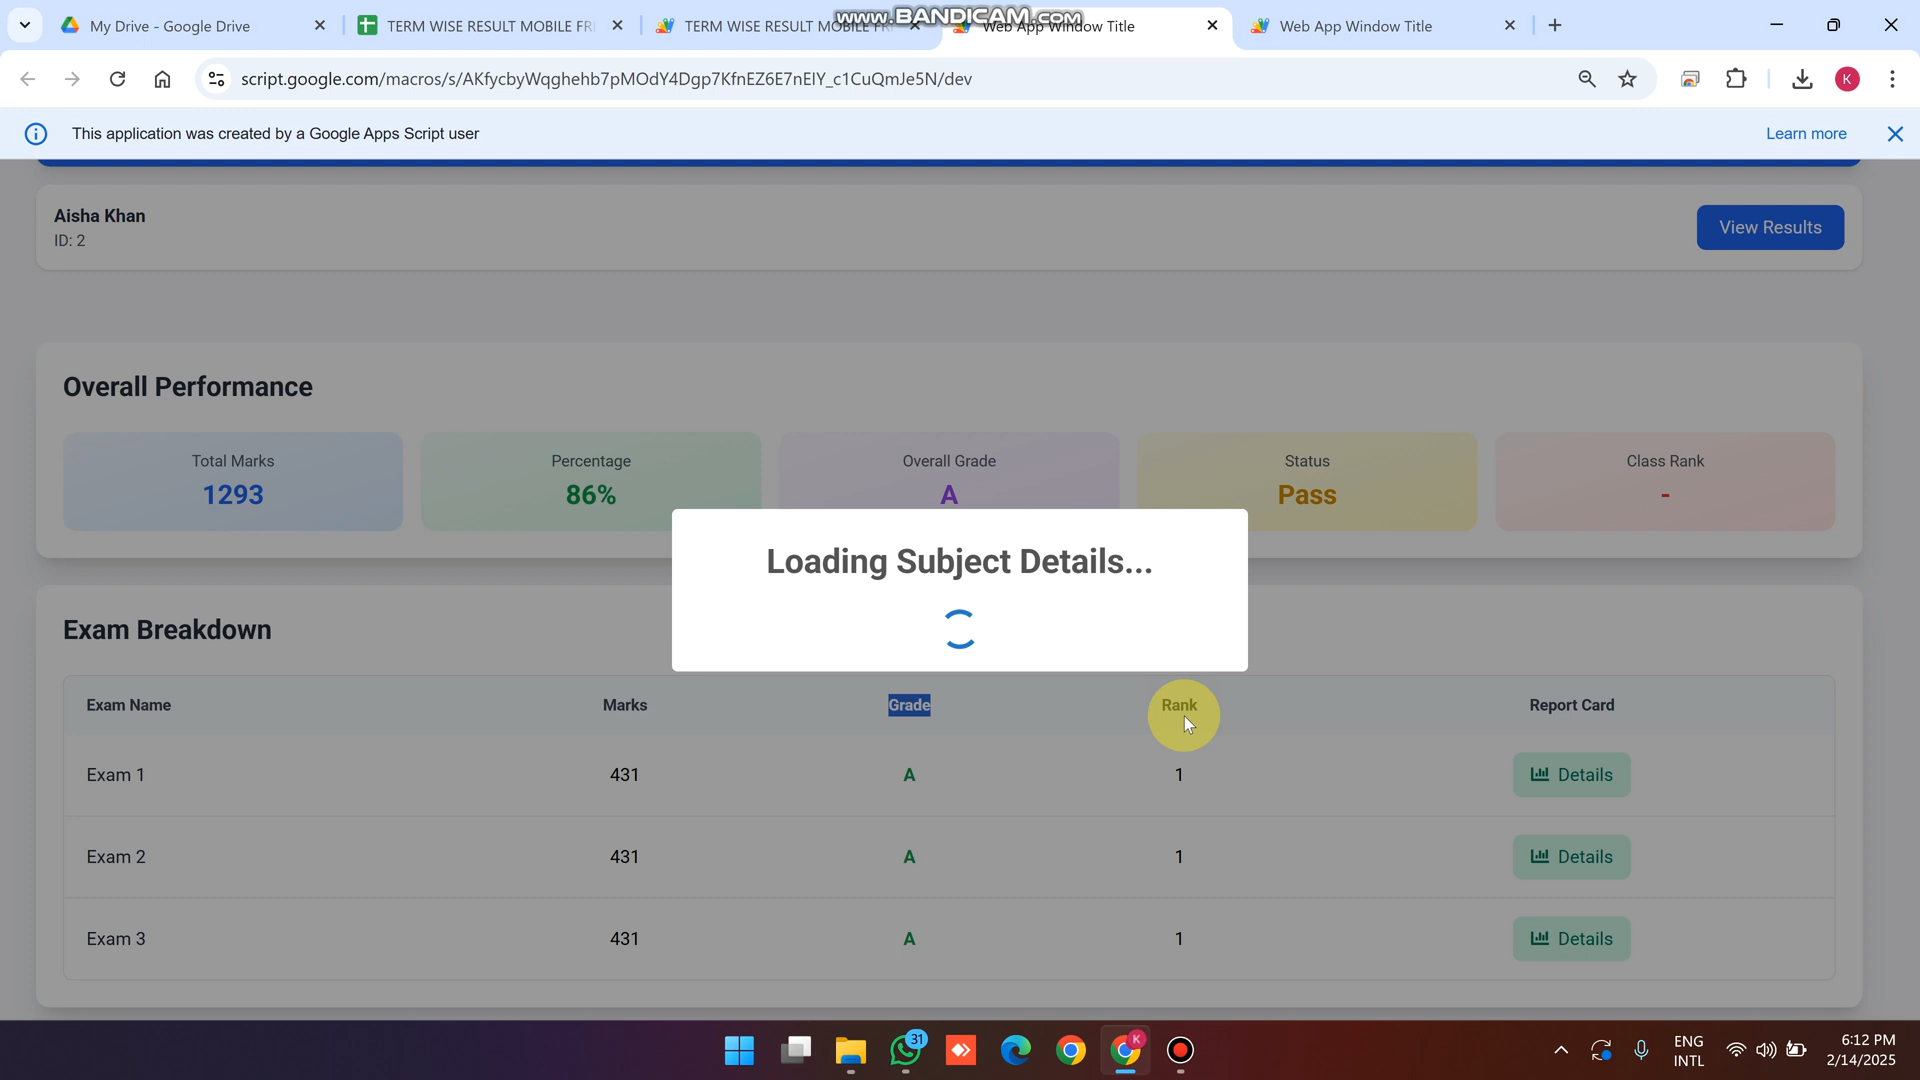 My Drive - Google Drive
TERM WISE RESULT MOBILE FRI
TERM WISE RESULT MOBILE FRI
Web App Window Title
Web App Window Title
www.BANDICAM.com
script.google.com/macros/s/AKfycbyWqghehb7pMOdY4Dgp7KfnEZ6E7nEIY_c1CuQmJe5N/dev
K
This application was created by a Google Apps Script user
Learn more
Aisha Khan
ID: 2
View Results
Overall Performance
Total Marks
1293
Percentage
86%
Overall Grade
A
Status
Pass
Class Rank
-
Loading Subject Details...
Exam Breakdown
Exam Name Marks Grade Rank Report Card
Exam 1 431 A 1 Details
Exam 2 431 A 1 Details
Exam 3 431 A 1 Details
31
K
ENG
INTL
6:12 PM
2/14/2025